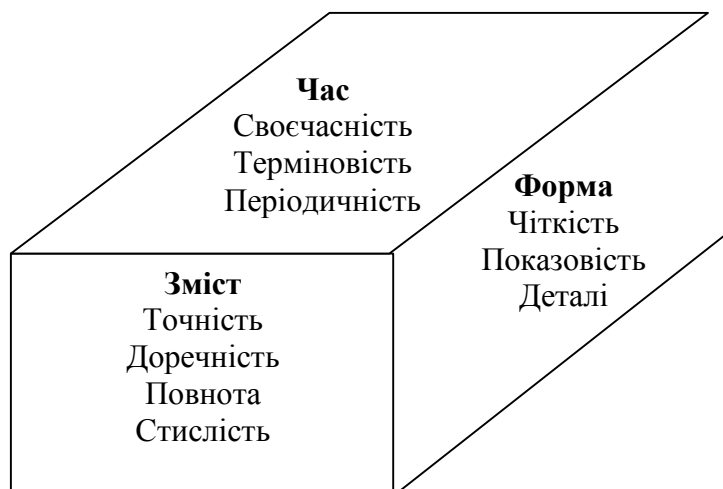 Час
Своєчасність
Терміновість
Періодичність
Форма
Чіткість
Показовість
Деталі
Зміст
Точність
Доречність
Повнота
Стислість